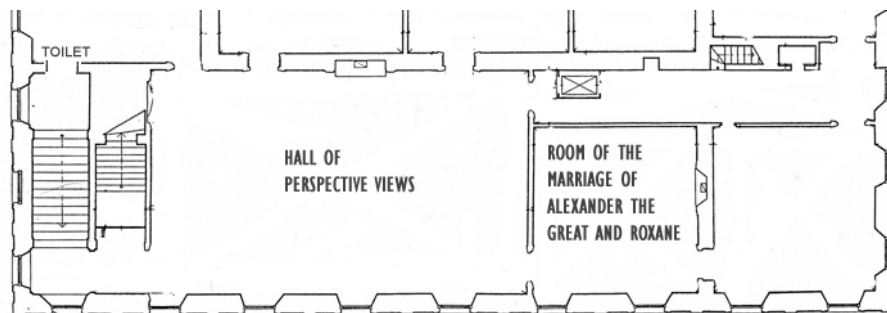 TOILET
HALL OF
PERSPECTIVE VIEWS
ROOM OF THE
MARRIAGE OF
ALEXANDER THE
GREAT AND ROXANE